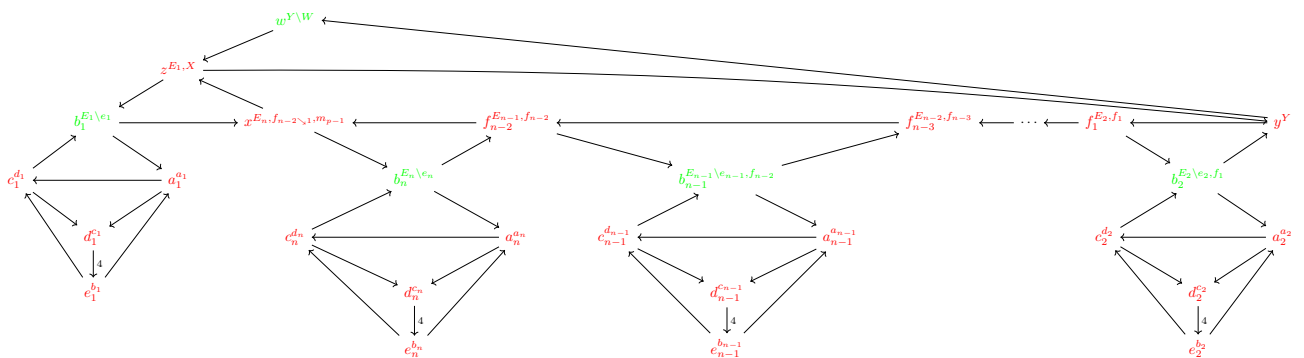 w^{Y\W}
z^{E_1,X}
b_1^{E_1\e_1} x^{E_n,f_{n-2}↘1,m_{p-1}} f_{n-2}^{E_{n-1},f_{n-2}} f_{n-3}^{E_{n-2},f_{n-3}} ⋯ f_1^{E_2,f_1} y^Y
c_1^{d_1} a_1^{a_1} b_n^{E_n\e_n} b_{n-1}^{E_{n-1}\e_{n-1},f_{n-2}} b_2^{E_2\e_2,f_1}
d_1^{c_1} c_n^{d_n} a_n^{a_n} c_{n-1}^{d_{n-1}} a_{n-1}^{a_{n-1}} c_2^{d_2} a_2^{a_2}
4
e_1^{b_1} d_n^{c_n} d_{n-1}^{c_{n-1}} d_2^{c_2}
4 4 4
e_n^{b_n} e_{n-1}^{b_{n-1}} e_2^{b_2}